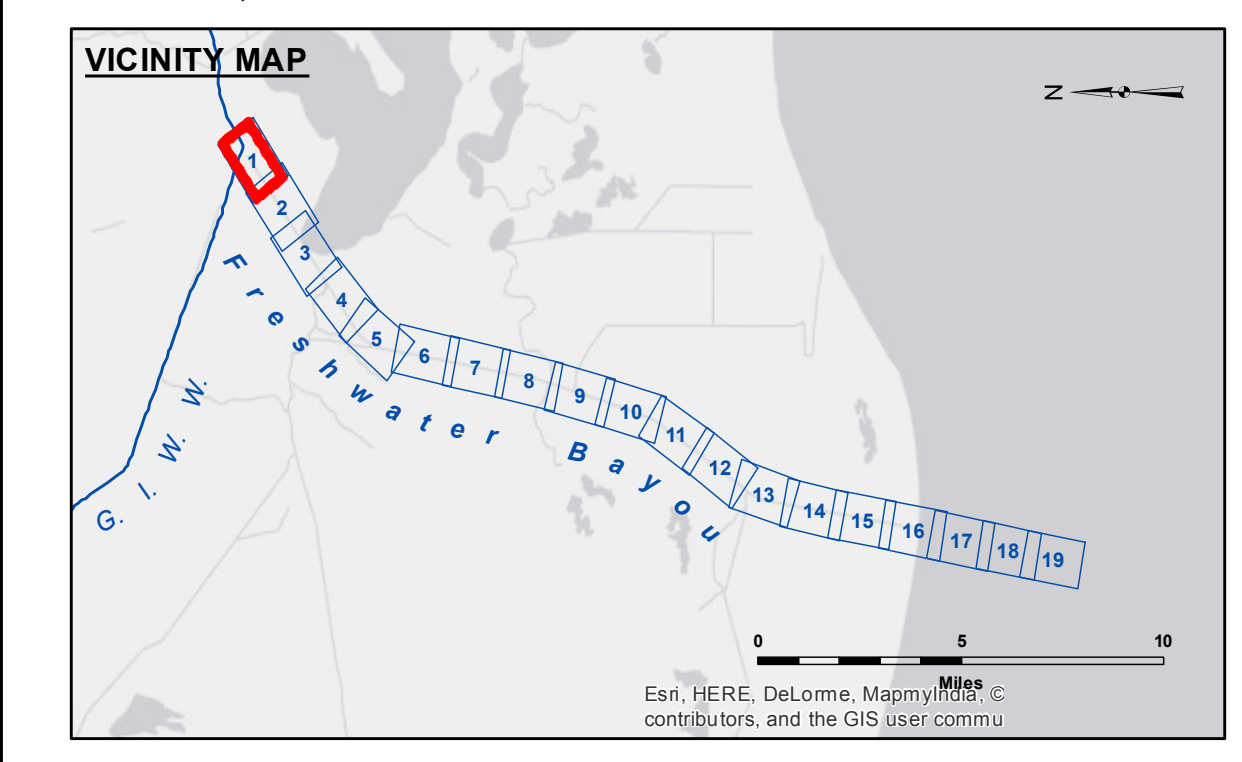 VICINITY MAP
N
1
2
3
4
5
6
7
8
9
10
11
12
13
14
15
16
17
18
19
Freshwater Bayou
G. I. W. W.
0 5 10
Miles
Esri, HERE, DeLorme, MapmyIndia, ©
contributors, and the GIS user commu